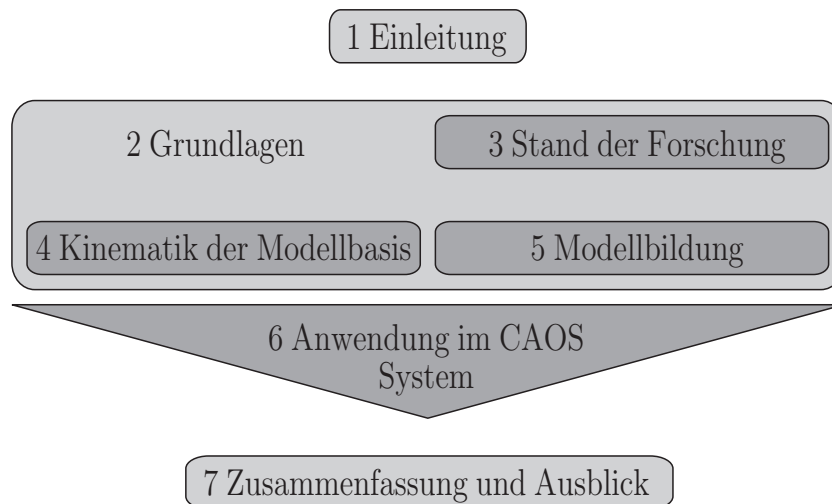 1 Einleitung
2 Grundlagen
3 Stand der Forschung
4 Kinematik der Modellbasis
5 Modellbildung
6 Anwendung im CAOS
System
7 Zusammenfassung und Ausblick